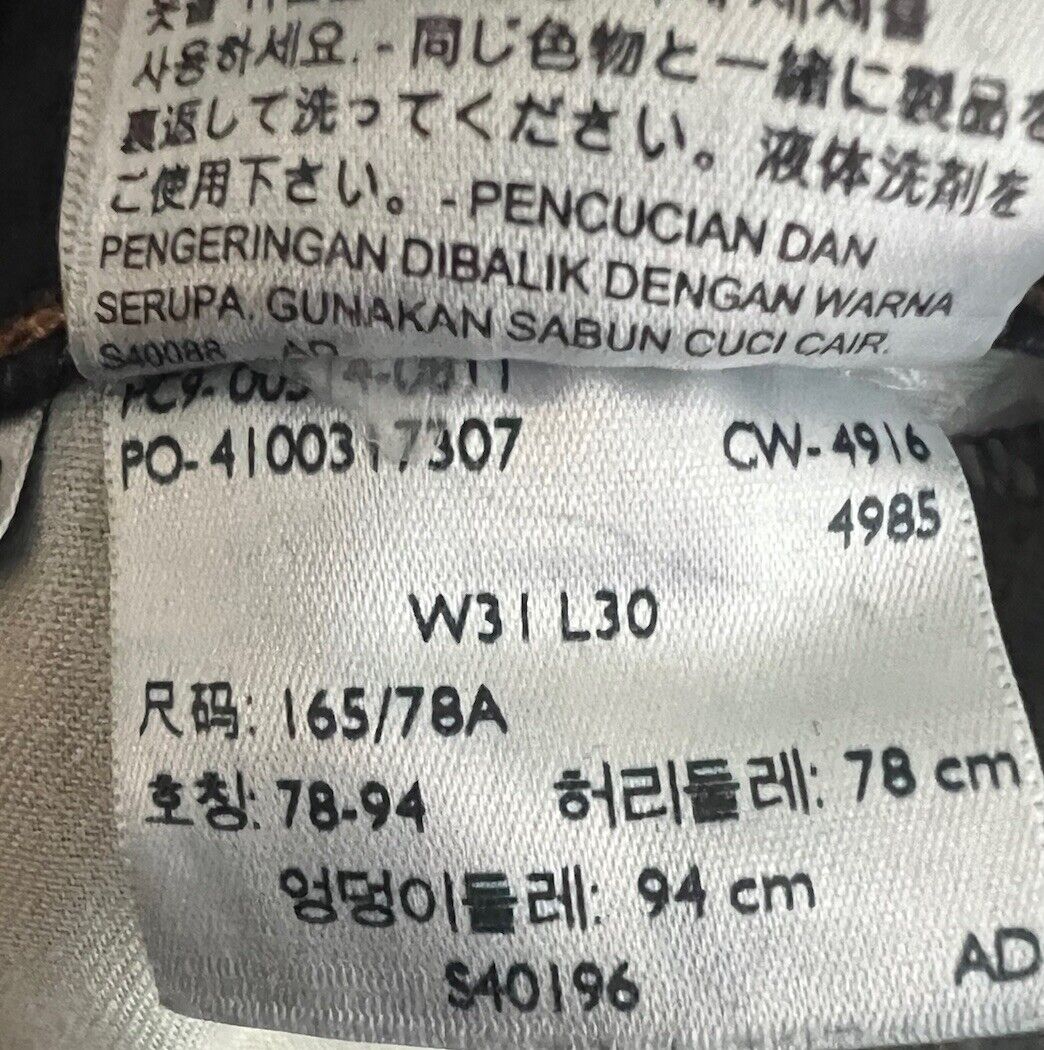 사용하세요. - 同じ色物と一緒に製品を
裏返して洗ってください。液体洗剤を
ご使用下さい。 - PENCUCIAN DAN
PENGERINGAN DIBALIK DENGAN WARNA
SERUPA. GUNAKAN SABUN CUCI CAIR.
S40088 AD
PO-41003 7307 CW-4916
4985
W31 L30
尺码: 165/78A
호칭: 78-94 허리둘레: 78 cm
엉덩이둘레: 94 cm
S40196 AD